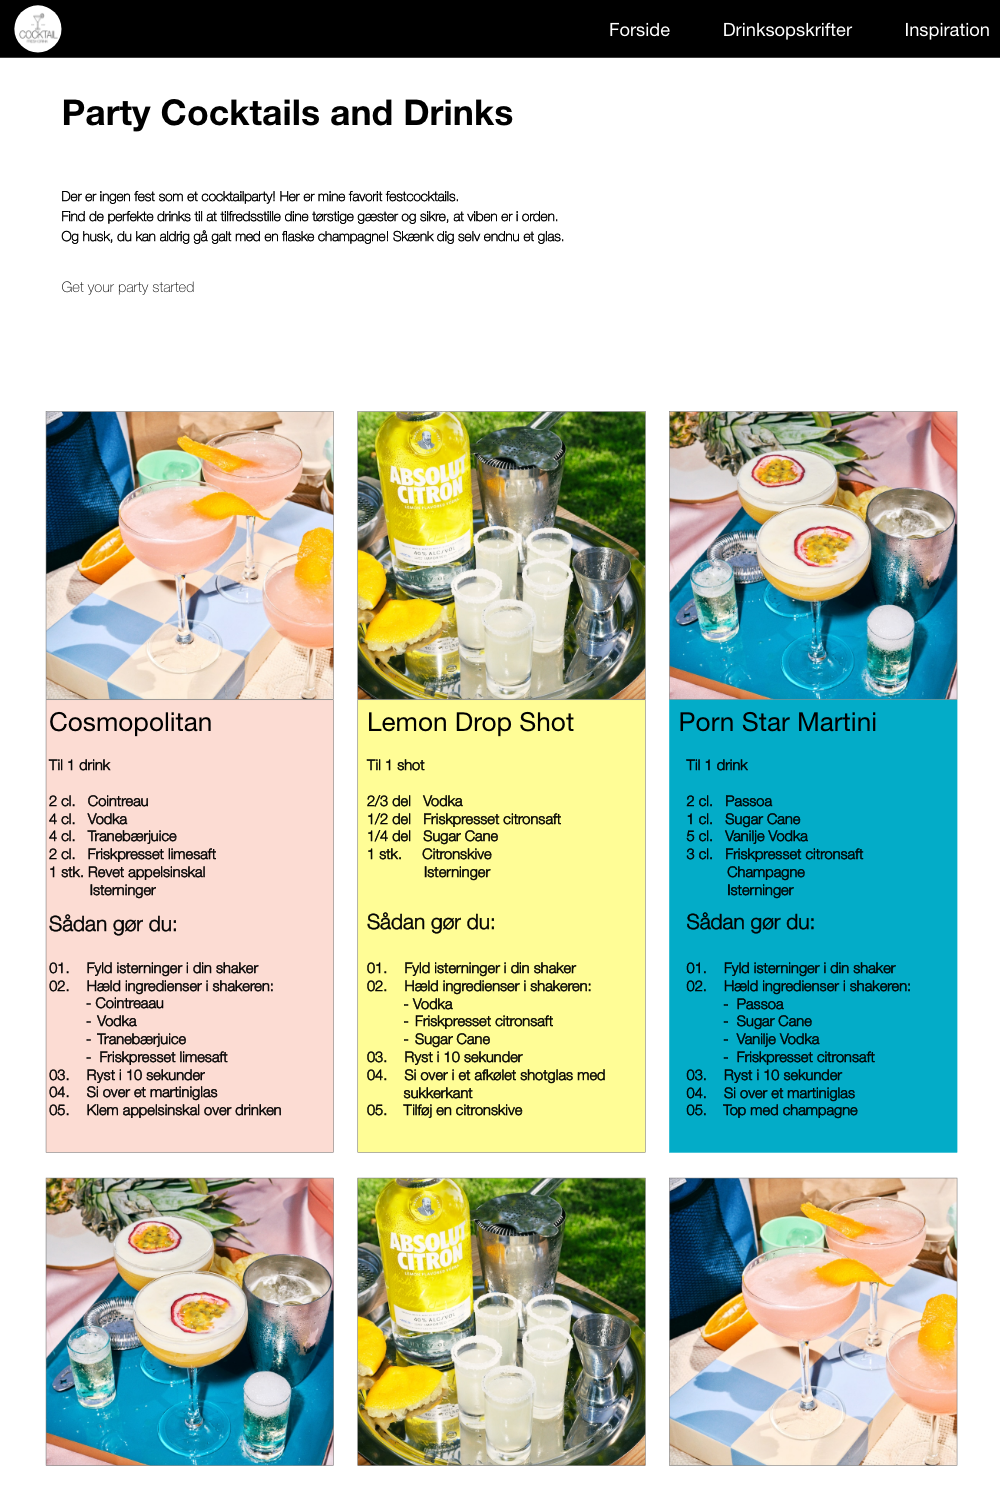 COCKTAIL
Forside
Drinksopskrifter
Inspiration
Party Cocktails and Drinks
Der er ingen fest som et cocktailparty! Her er mine favorit festcocktails.
Find de perfekte drinks til at tilfredsstille dine tørstige gæster og sikre, at viben er i orden.
Og husk, du kan aldrig gå galt med en flaske champagne! Skænk dig selv endnu et glas.
Get your party started
ABSOLUT
CITRON
40% ALC/VOL
Cosmopolitan
Til 1 drink
2 cl. Cointreau
4 cl. Vodka
4 cl. Tranebærjuice
2 cl. Friskpresset limesaft
1 stk. Revet appelsinskal
Isterninger
Sådan gør du:
01. Fyld isterninger i din shaker
02. Hæld ingredienser i shakeren:
- Cointreaau
- Vodka
- Tranebærjuice
- Friskpresset limesaft
03. Ryst i 10 sekunder
04. Si over et martiniglas
05. Klem appelsinskal over drinken
Lemon Drop Shot
Til 1 shot
2/3 del Vodka
1/2 del Friskpresset citronsaft
1/4 del Sugar Cane
1 stk. Citronskive
Isterninger
Sådan gør du:
01. Fyld isterninger i din shaker
02. Hæld ingredienser i shakeren:
- Vodka
- Friskpresset citronsaft
- Sugar Cane
03. Ryst i 10 sekunder
04. Si over i et afkølet shotglas med
sukkerkant
05. Tilføj en citronskive
Porn Star Martini
Til 1 drink
2 cl. Passoa
1 cl. Sugar Cane
5 cl. Vanilje Vodka
3 cl. Friskpresset citronsaft
Champagne
Isterninger
Sådan gør du:
01. Fyld isterninger i din shaker
02. Hæld ingredienser i shakeren:
- Passoa
- Sugar Cane
- Vanilje Vodka
- Friskpresset citronsaft
03. Ryst i 10 sekunder
04. Si over et martiniglas
05. Top med champagne
ABSOLUT
CITRON
40% ALC/VOL